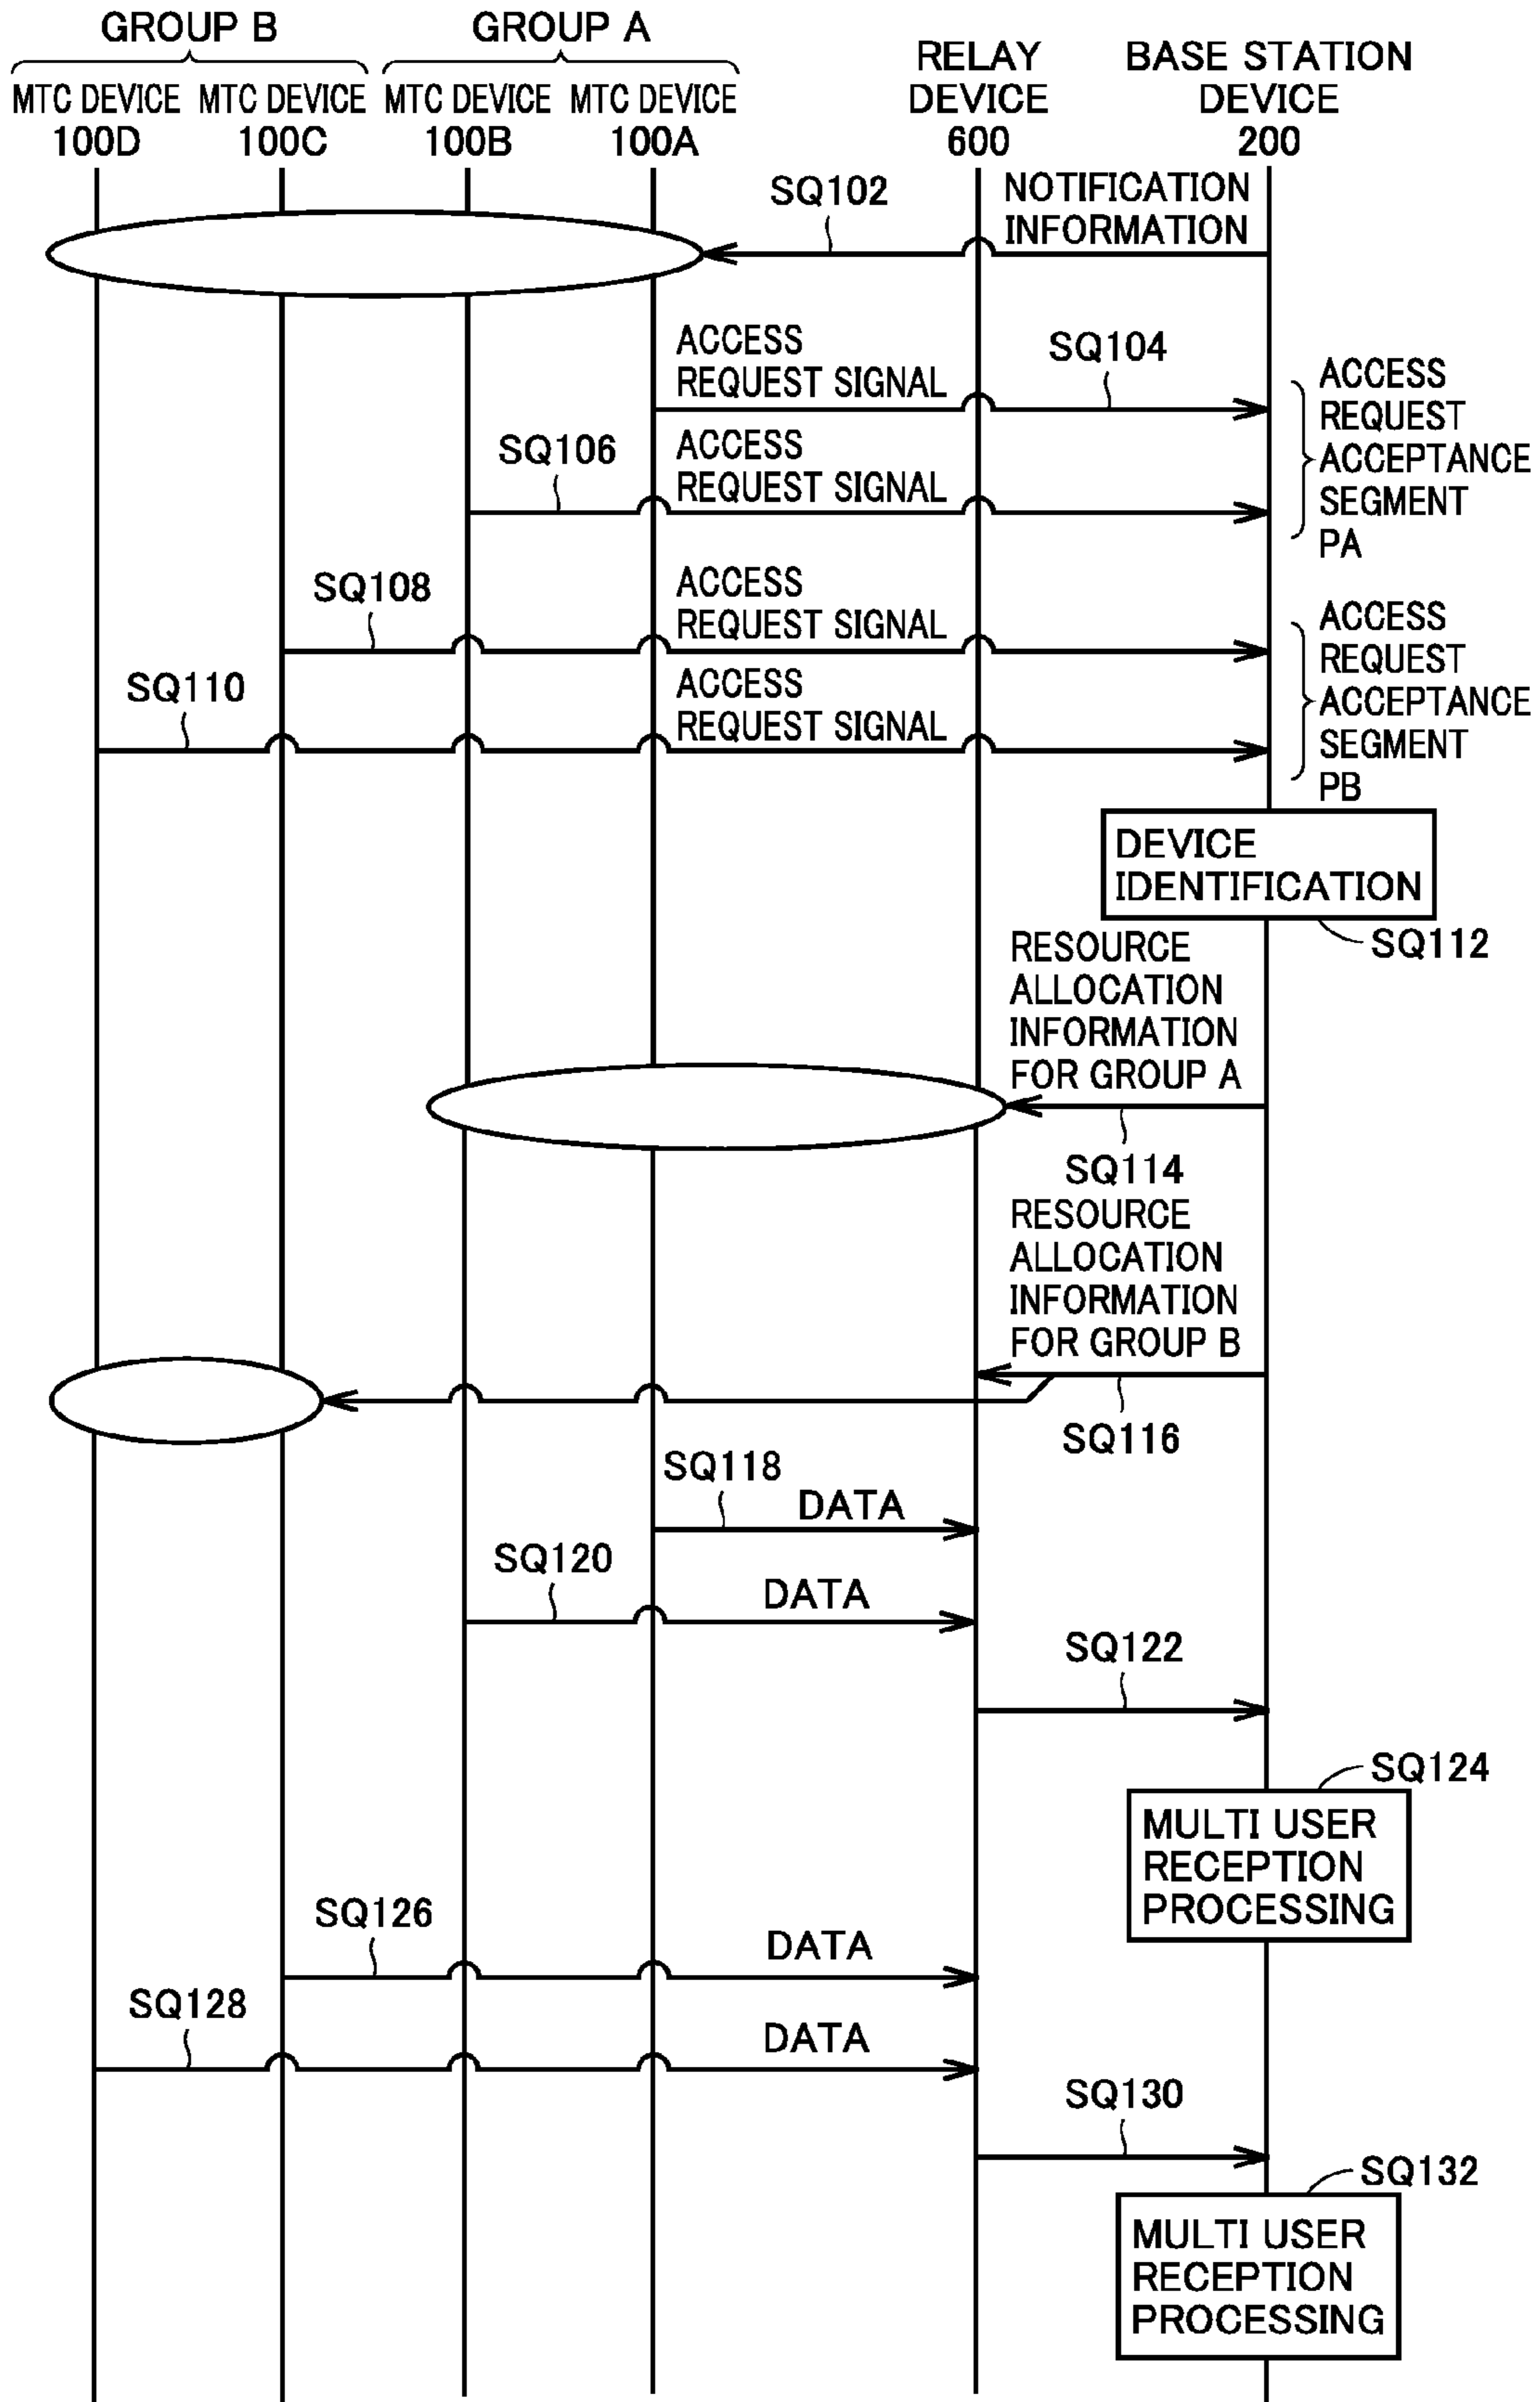 GROUP B GROUP A
RELAY BASE STATION
MTC DEVICE MTC DEVICE MTC DEVICE MTC DEVICE DEVICE DEVICE
100D 100C 100B 100A 600 200
SQ102
NOTIFICATION
INFORMATION
ACCESS
REQUEST SIGNAL
SQ104
SQ106
ACCESS
REQUEST SIGNAL
ACCESS
REQUEST
ACCEPTANCE
SEGMENT
PA
SQ108
ACCESS
REQUEST SIGNAL
SQ110
ACCESS
REQUEST SIGNAL
ACCESS
REQUEST
ACCEPTANCE
SEGMENT
PB
DEVICE
IDENTIFICATION
SQ112
RESOURCE
ALLOCATION
INFORMATION
FOR GROUP A
SQ114
RESOURCE
ALLOCATION
INFORMATION
FOR GROUP B
SQ116
SQ118
DATA
SQ120
DATA
SQ122
SQ124
MULTI USER
RECEPTION
PROCESSING
SQ126
DATA
SQ128
DATA
SQ130
SQ132
MULTI USER
RECEPTION
PROCESSING